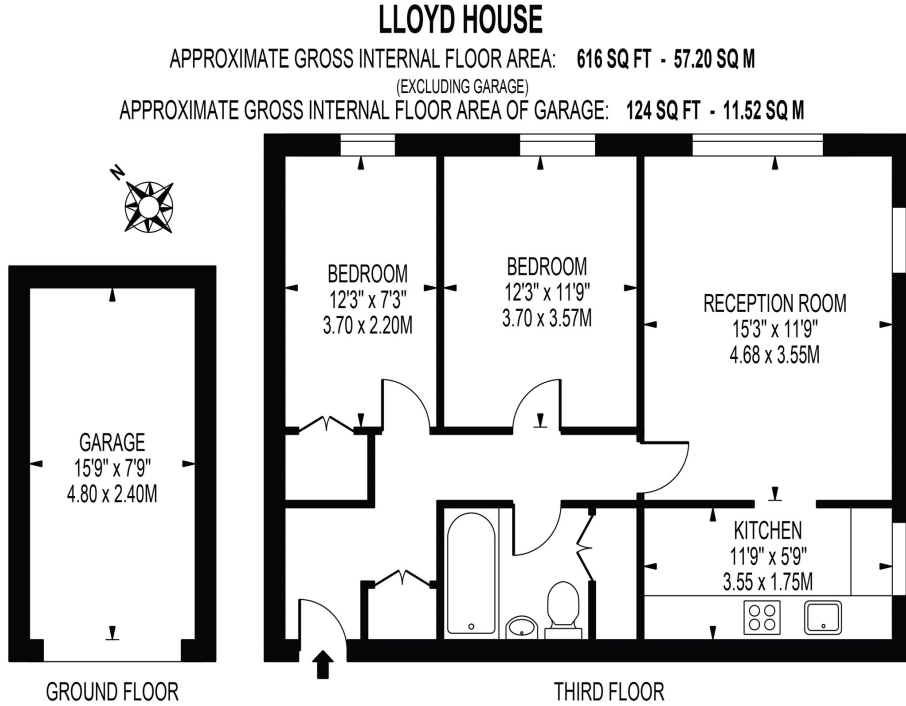 LLOYD HOUSE
APPROXIMATE GROSS INTERNAL FLOOR AREA: 616 SQ FT - 57.20 SQ M
(EXCLUDING GARAGE)
APPROXIMATE GROSS INTERNAL FLOOR AREA OF GARAGE: 124 SQ FT - 11.52 SQ M
N
BEDROOM
12'3" x 7'3"
3.70 x 2.20M
BEDROOM
12'3" x 11'9"
3.70 x 3.57M
RECEPTION ROOM
15'3" x 11'9"
4.68 x 3.55M
GARAGE
15'9" x 7'9"
4.80 x 2.40M
KITCHEN
11'9" x 5'9"
3.55 x 1.75M
GROUND FLOOR
THIRD FLOOR